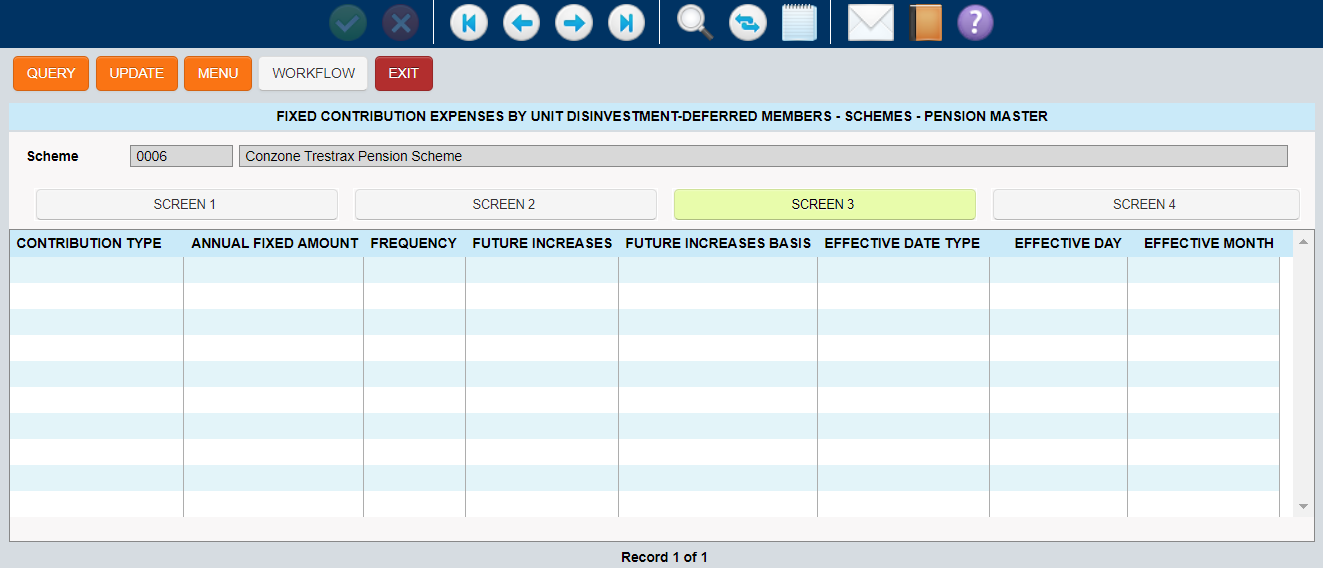 ?
QUERY UPDATE MENU WORKFLOW EXIT
FIXED CONTRIBUTION EXPENSES BY UNIT DISINVESTMENT-DEFERRED MEMBERS - SCHEMES - PENSION MASTER
Scheme 0006 Conzone Trestrax Pension Scheme
SCREEN 1 SCREEN 2 SCREEN 3 SCREEN 4
CONTRIBUTION TYPE ANNUAL FIXED AMOUNT FREQUENCY FUTURE INCREASES FUTURE INCREASES BASIS EFFECTIVE DATE TYPE EFFECTIVE DAY EFFECTIVE MONTH
Record 1 of 1